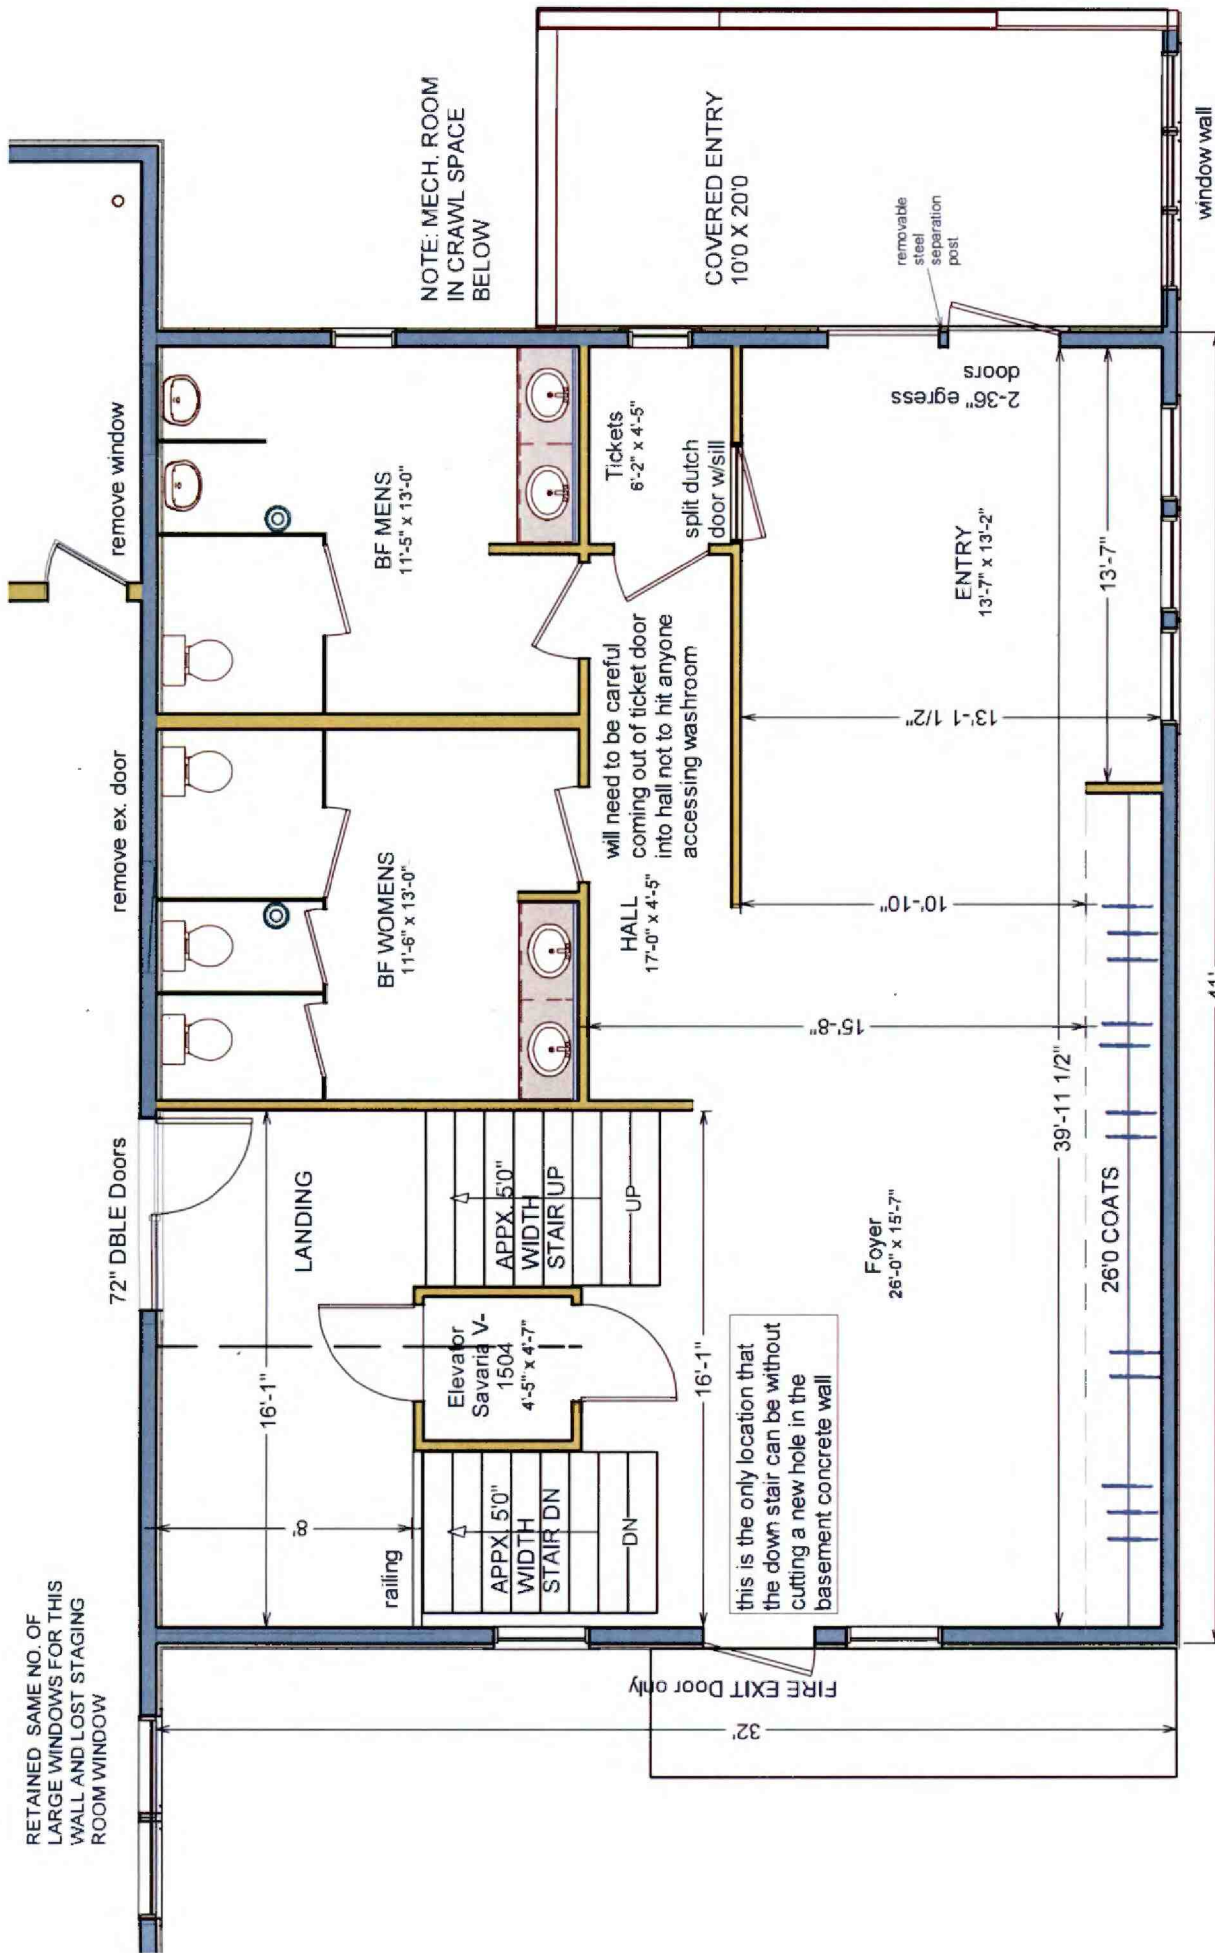 RETAINED SAME NO. OF
LARGE WINDOWS FOR THIS
WALL AND LOST STAGING
ROOM WINDOW
72" DBLE Doors
remove ex. door
remove window
NOTE: MECH. ROOM
IN CRAWL SPACE
BELOW
16'-1"
LANDING
8'
railing
APPX. 5'0"
WIDTH
STAIR DN
DN
Elevator
Savaria V-
1504
4'-5" x 4'-7"
APPX. 5'0"
WIDTH
STAIR UP
UP
BF WOMENS
11'-6" x 13'-0"
BF MENS
11'-5" x 13'-0"
Tickets
6'-2" x 4'-5"
split dutch
door w/sill
HALL
17'-0" x 4'-5"
will need to be careful
coming out of ticket door
into hall not to hit anyone
accessing washroom
COVERED ENTRY
10'0 X 20'0
removable
steel
separation
post
2-36" egress
doors
ENTRY
13'-7" x 13'-2"
13'-7"
13'-1 1/2"
10'-10"
15'-8"
16'-1"
this is the only location that
the down stair can be without
cutting a new hole in the
basement concrete wall
Foyer
26'-0" x 15'-7"
39'-11 1/2"
26'0 COATS
FIRE EXIT Door only
32'
window wall
41'